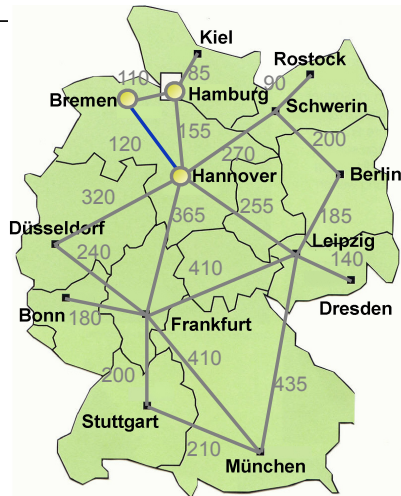 Kiel
Rostock
110
85
90
Bremen
Hamburg
Schwerin
120
155
270
200
Hannover
Berlin
320
365
255
185
Düsseldorf
Leipzig
240
410
140
Bonn
180
Frankfurt
Dresden
200
410
435
Stuttgart
210
München